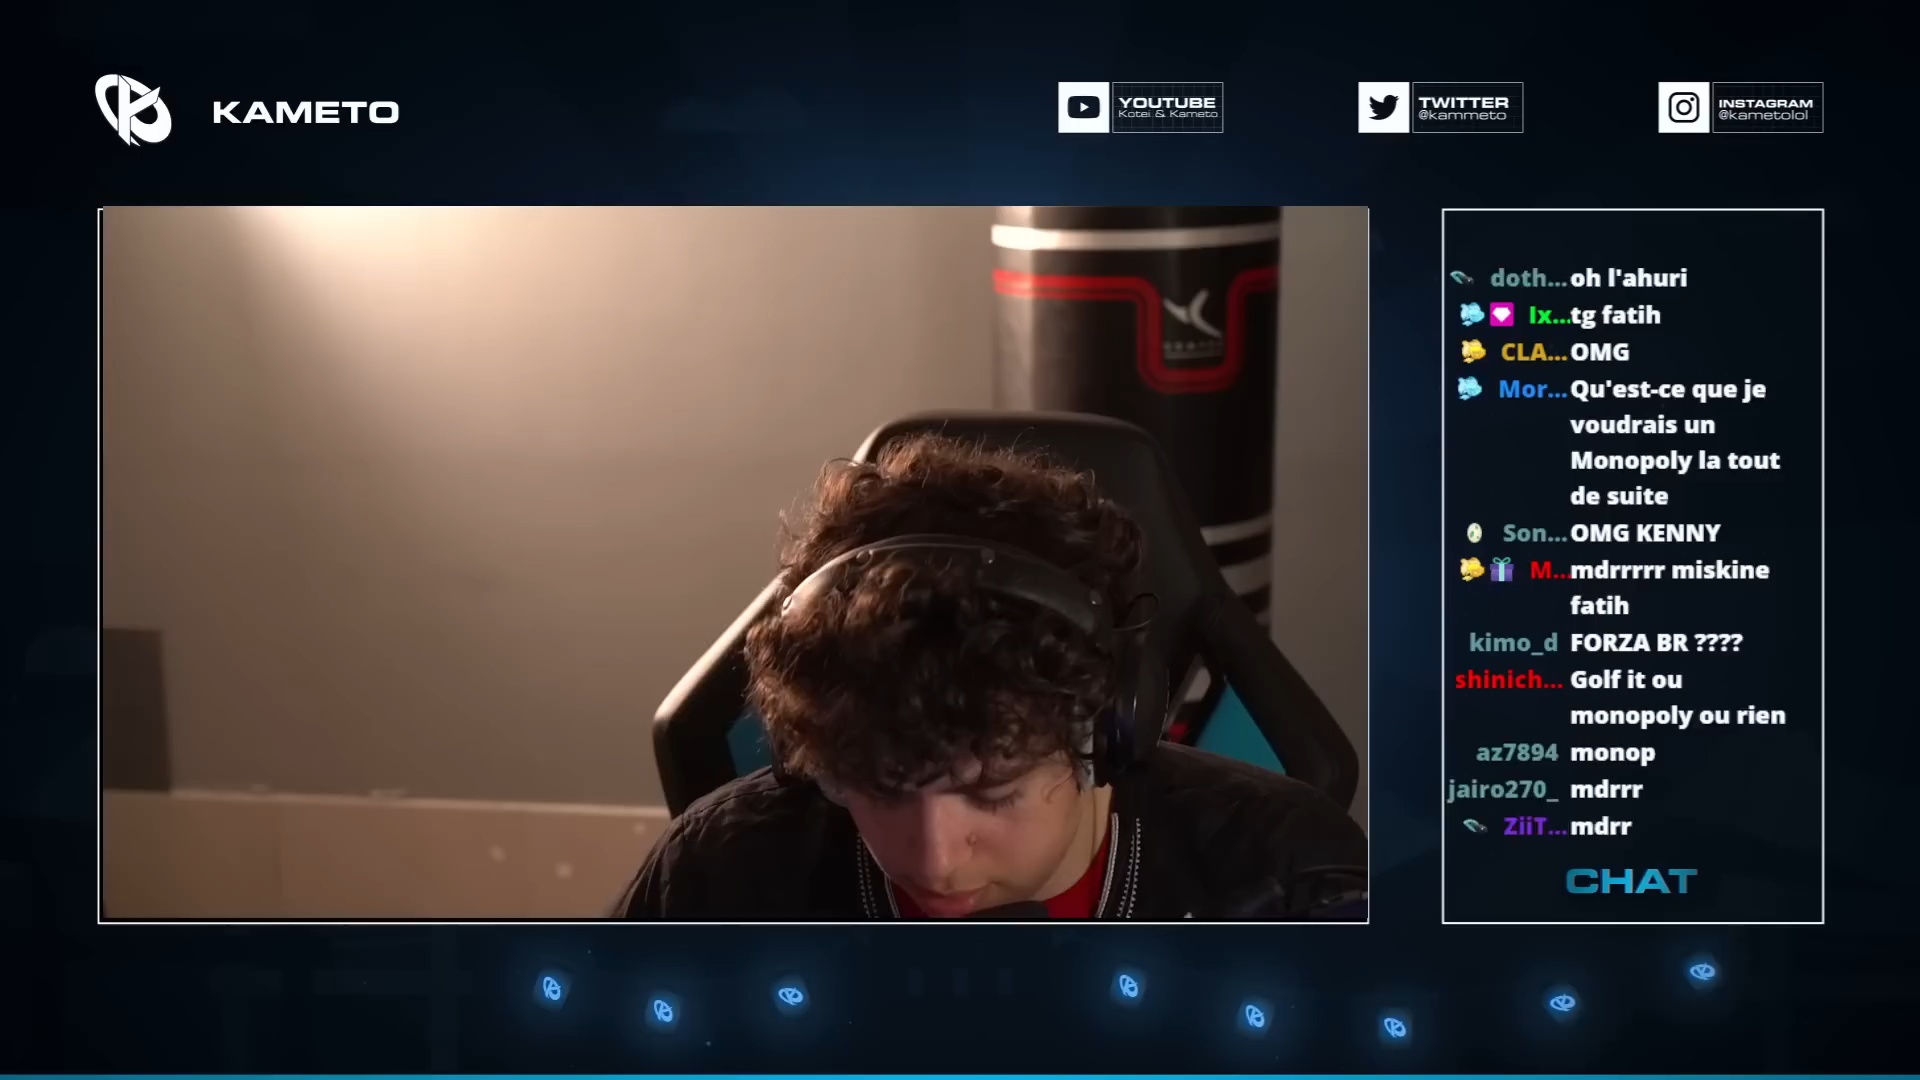 KAMETO
YOUTUBE
Kotei & Kameto
TWITTER
@kammeto
INSTAGRAM
@kametolol
doth... oh l'ahuri
Ix... tg fatih
CLA... OMG
Mor... Qu'est-ce que je
voudrais un
Monopoly la tout
de suite
Son... OMG KENNY
M... mdrrrrr miskine
fatih
kimo_d FORZA BR ????
shinich... Golf it ou
monopoly ou rien
az7894 monop
jairo270_ mdrrr
ZiiT... mdrr
CHAT